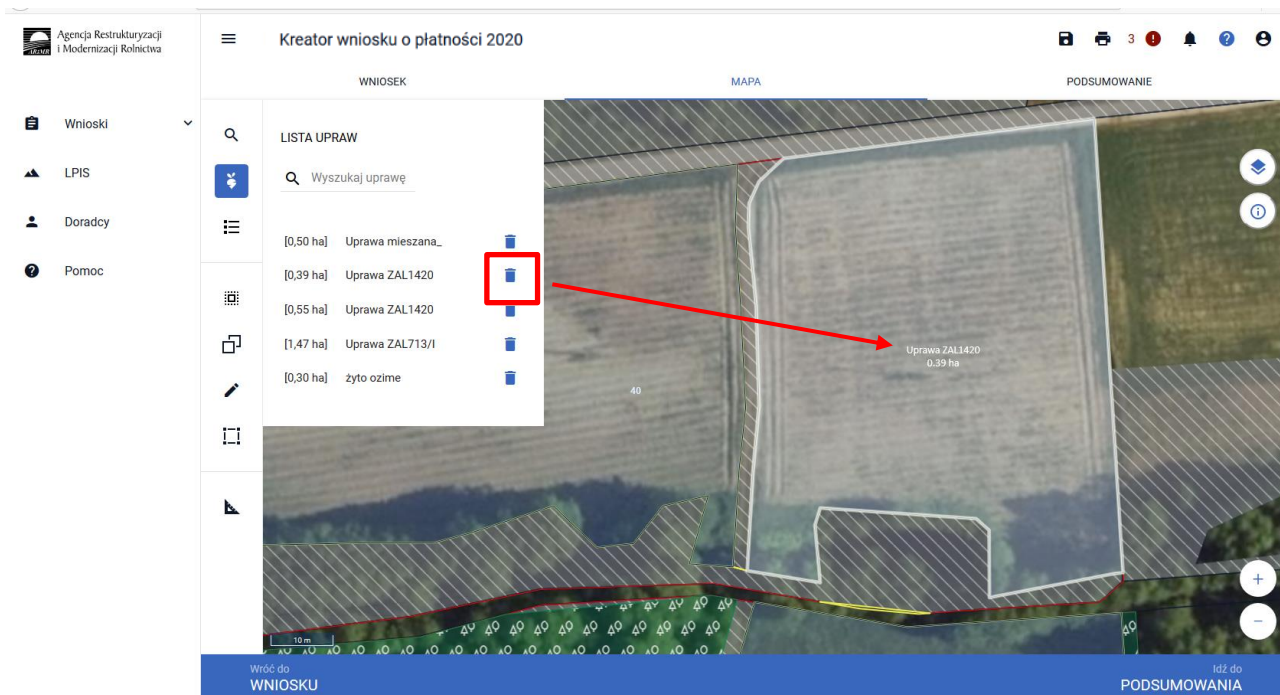 Agencja Restrukturyzacji
i Modernizacji Rolnictwa
ARiMR
Kreator wniosku o płatności 2020
3
WNIOSEK
MAPA
PODSUMOWANIE
Wnioski
LPIS
Doradcy
Pomoc
LISTA UPRAW
Wyszukaj uprawę
[0,50 ha] Uprawa mieszana_
[0,39 ha] Uprawa ZAL1420
[0,55 ha] Uprawa ZAL1420
[1,47 ha] Uprawa ZAL713/I
[0,30 ha] żyto ozime
Uprawa ZAL1420
0.39 ha
40
10 m
Wróć do
WNIOSKU
Idź do
PODSUMOWANIA